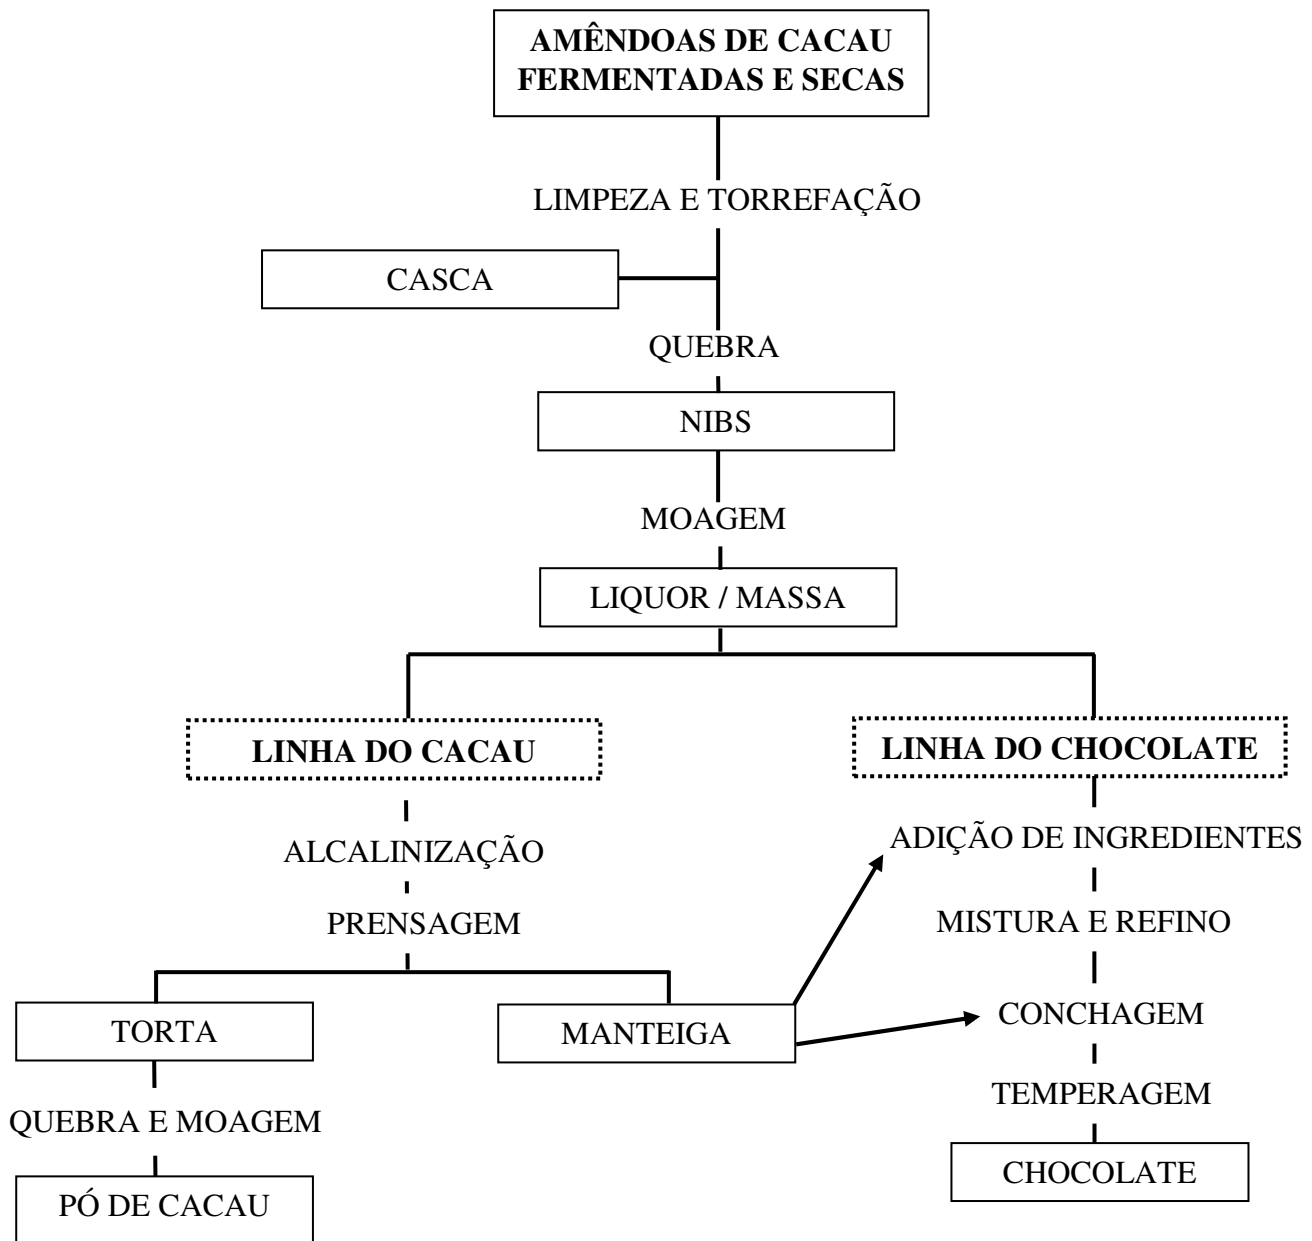 AMÊNDOAS DE CACAU
FERMENTADAS E SECAS
LIMPEZA E TORREFAÇÃO
CASCA
QUEBRA
NIBS
MOAGEM
LIQUOR / MASSA
LINHA DO CACAU
LINHA DO CHOCOLATE
ALCALINIZAÇÃO
ADIÇÃO DE INGREDIENTES
PRENSAGEM
MISTURA E REFINO
TORTA
MANTEIGA
CONCHAGEM
QUEBRA E MOAGEM
TEMPERAGEM
PÓ DE CACAU
CHOCOLATE